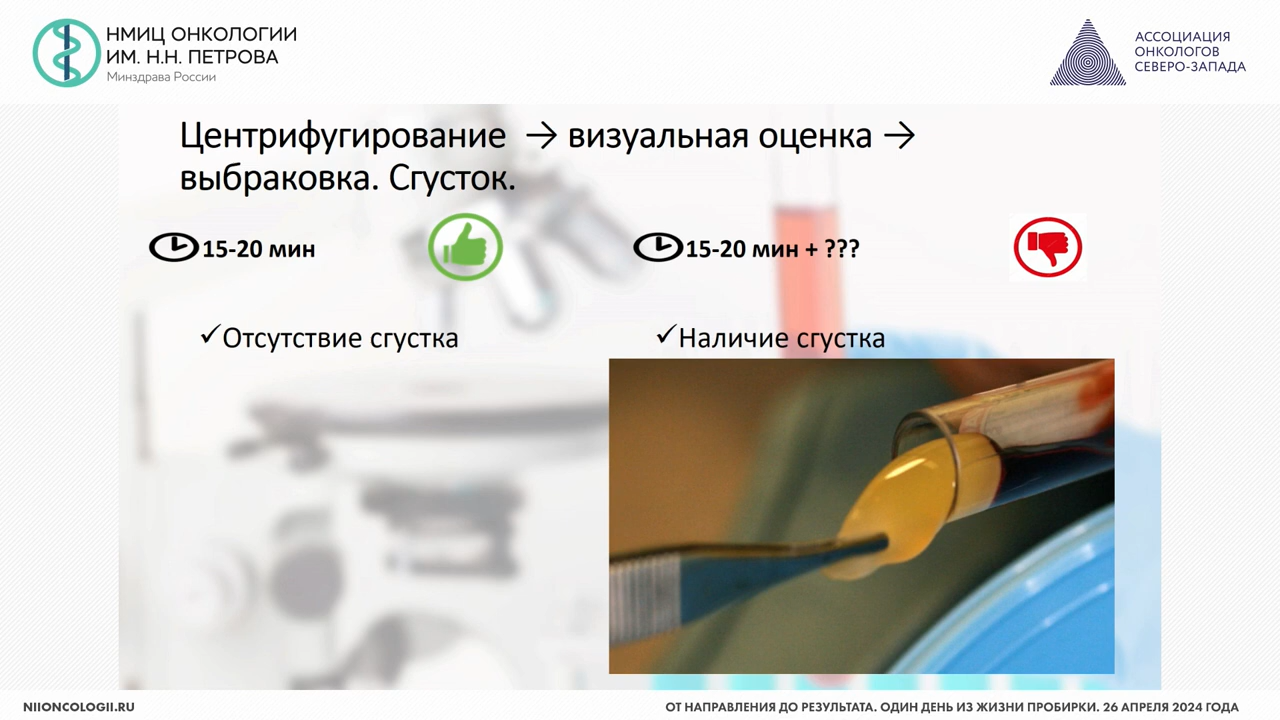 НМИЦ ОНКОЛОГИИ
ИМ. Н.Н. ПЕТРОВА
Минздрава России
АССОЦИАЦИЯ
ОНКОЛОГОВ
СЕВЕРО-ЗАПАДА
Центрифугирование → визуальная оценка →
выбраковка. Сгусток.
15-20 мин
15-20 мин + ???
✓Отсутствие сгустка
✓Наличие сгустка
NIIONCOLOGII.RU
ОТ НАПРАВЛЕНИЯ ДО РЕЗУЛЬТАТА. ОДИН ДЕНЬ ИЗ ЖИЗНИ ПРОБИРКИ. 26 АПРЕЛЯ 2024 ГОДА